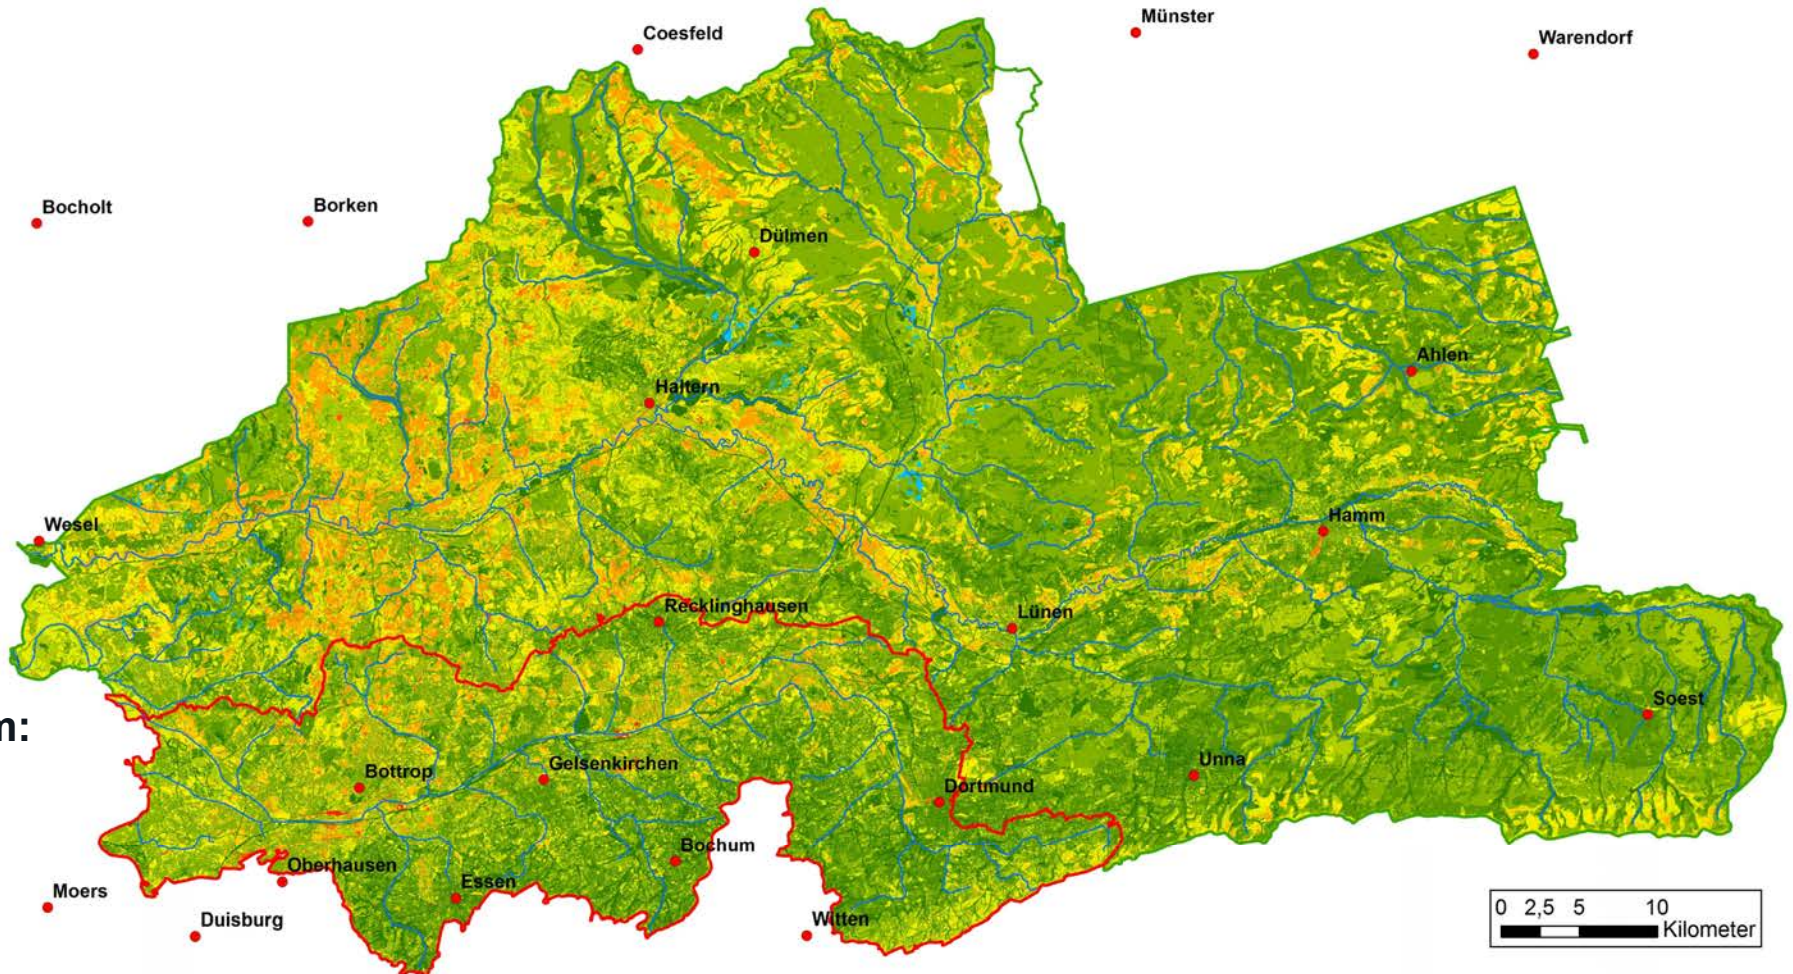 Münster
Coesfeld
Warendorf
Bocholt
Borken
Dülmen
Ahlen
Haltern
Hamm
Wesel
Recklinghausen
Lünen
Soest
n:
Unna
Gelsenkirchen
Bottrop
Dortmund
Bochum
Oberhausen
Essen
Moers
Duisburg
Witten
0 2,5 5 10
Kilometer